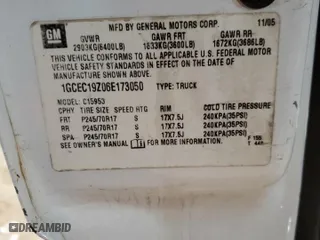 GM
MFD BY GENERAL MOTORS CORP. 11/05
GVWR GAWR FRT GAWR RR
2903KG(6400LB) 1633KG(3600LB) 1672KG(3686LB)
THIS VEHICLE CONFORMS TO ALL APPLICABLE U.S. FEDERAL MOTOR VEHICLE SAFETY STANDARDS IN EFFECT ON THE DATE OF MANUFACTURE SHOWN ABOVE.
1GCEC19Z06E173050 TYPE: TRUCK
MODEL: C15953
CPHY TIRE SIZE SPEED HTG RIM COLD TIRE PRESSURE
FRT P245/70R17 S 17X7.5J 240KPA(35PSI)
RR P245/70R17 S 17X7.5J 240KPA(35PSI)
SPA P245/70R17 S 17X7.5J 240KPA(35PSI)
SEE OWNER'S MANUAL FOR ADDITIONAL INFORMATION
DREAMBID